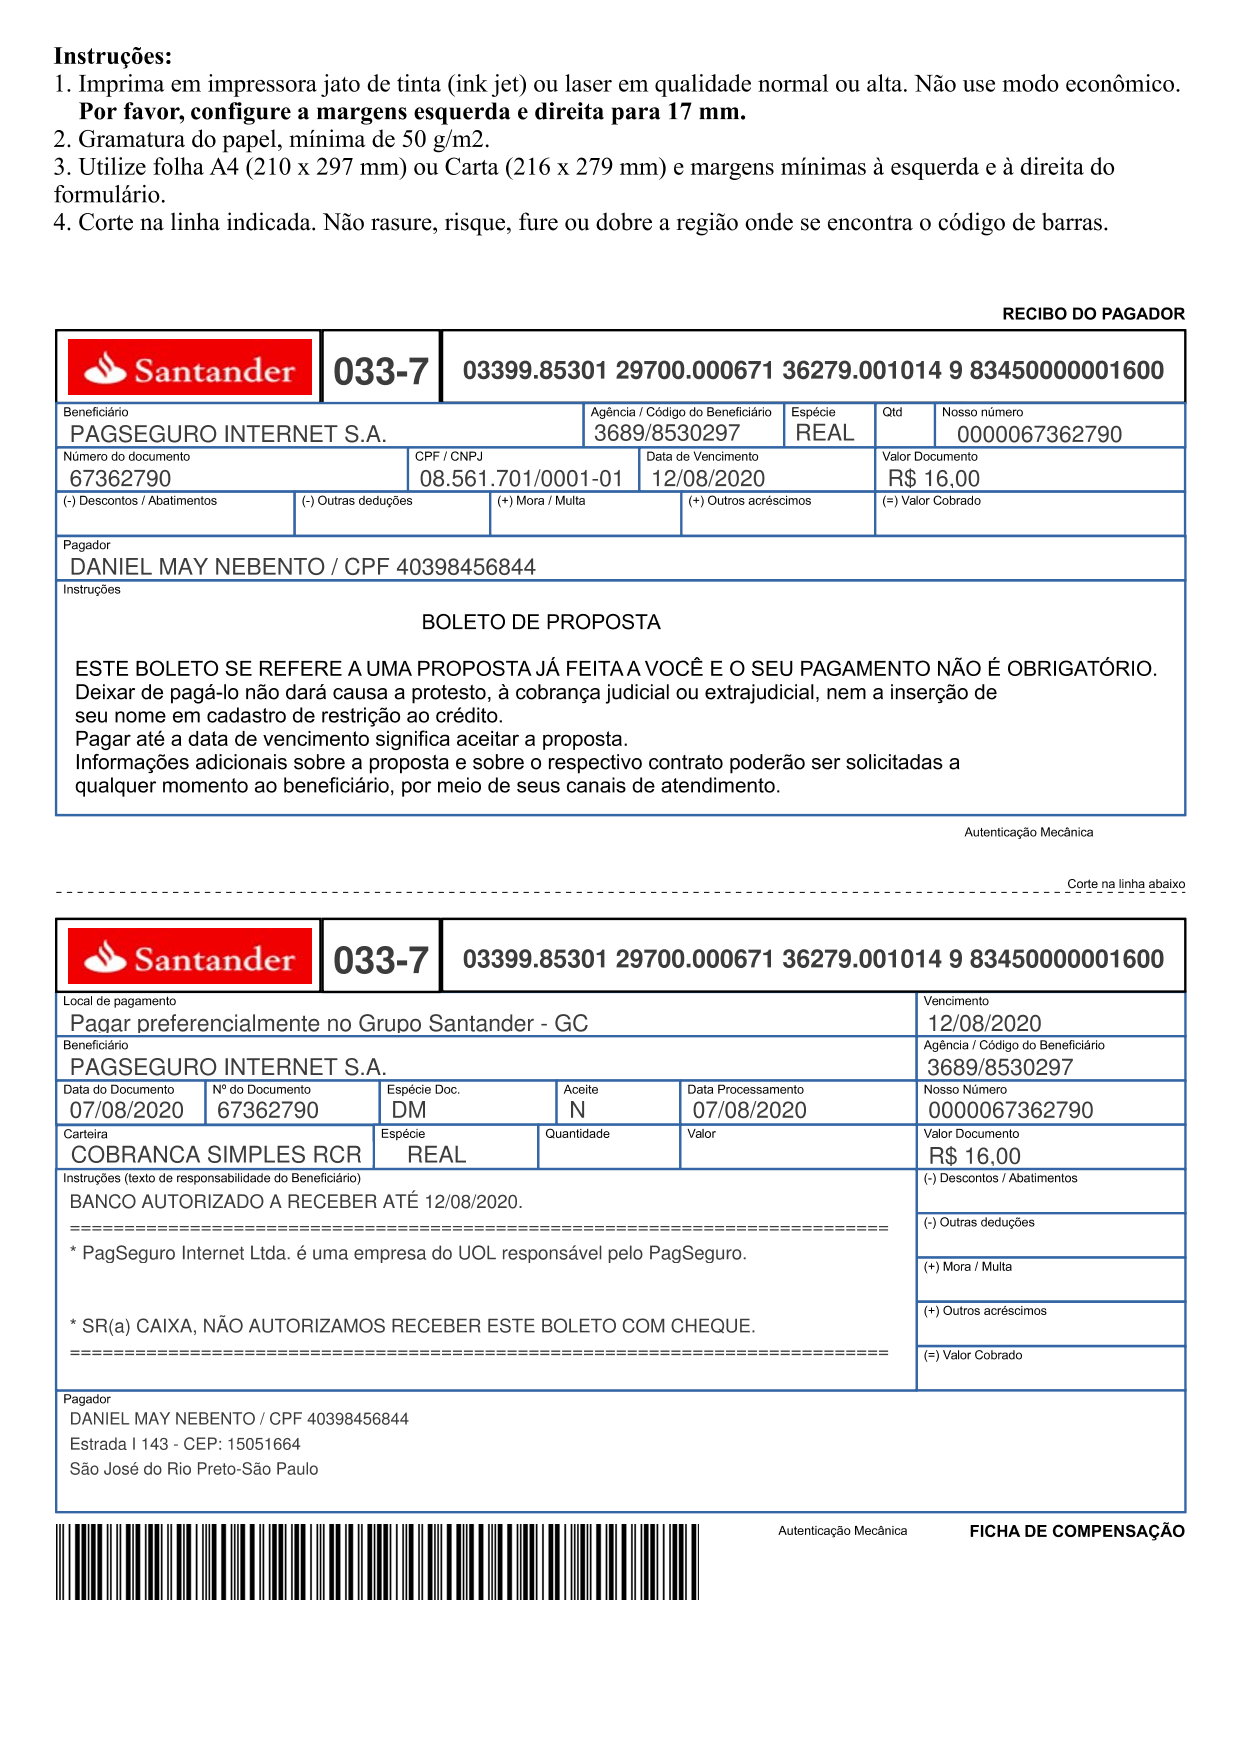 Instruções:
1. Imprima em impressora jato de tinta (ink jet) ou laser em qualidade normal ou alta. Não use modo econômico.
Por favor, configure a margens esquerda e direita para 17 mm.
2. Gramatura do papel, mínima de 50 g/m2.
3. Utilize folha A4 (210 x 297 mm) ou Carta (216 x 279 mm) e margens mínimas à esquerda e à direita do
formulário.
4. Corte na linha indicada. Não rasure, risque, fure ou dobre a região onde se encontra o código de barras.
RECIBO DO PAGADOR
Santander 033-7 03399.85301 29700.000671 36279.001014 9 83450000001600
Beneficiário Agência / Código do Beneficiário Espécie Qtd Nosso número
PAGSEGURO INTERNET S.A. 3689/8530297 REAL 0000067362790
Número do documento CPF / CNPJ Data de Vencimento Valor Documento
67362790 08.561.701/0001-01 12/08/2020 R$ 16,00
(-) Descontos / Abatimentos (-) Outras deduções (+) Mora / Multa (+) Outros acréscimos (=) Valor Cobrado
Pagador
DANIEL MAY NEBENTO / CPF 40398456844
Instruções
BOLETO DE PROPOSTA
ESTE BOLETO SE REFERE A UMA PROPOSTA JÁ FEITA A VOCÊ E O SEU PAGAMENTO NÃO É OBRIGATÓRIO.
Deixar de pagá-lo não dará causa a protesto, à cobrança judicial ou extrajudicial, nem a inserção de
seu nome em cadastro de restrição ao crédito.
Pagar até a data de vencimento significa aceitar a proposta.
Informações adicionais sobre a proposta e sobre o respectivo contrato poderão ser solicitadas a
qualquer momento ao beneficiário, por meio de seus canais de atendimento.
Autenticação Mecânica
Corte na linha abaixo
Santander 033-7 03399.85301 29700.000671 36279.001014 9 83450000001600
Local de pagamento Vencimento
Pagar preferencialmente no Grupo Santander - GC 12/08/2020
Beneficiário Agência / Código do Beneficiário
PAGSEGURO INTERNET S.A. 3689/8530297
Data do Documento Nº do Documento Espécie Doc. Aceite Data Processamento Nosso Número
07/08/2020 67362790 DM N 07/08/2020 0000067362790
Carteira Espécie Quantidade Valor Valor Documento
COBRANCA SIMPLES RCR REAL R$ 16,00
Instruções (texto de responsabilidade do Beneficiário) (-) Descontos / Abatimentos
BANCO AUTORIZADO A RECEBER ATÉ 12/08/2020.
===========================================================================
(-) Outras deduções
* PagSeguro Internet Ltda. é uma empresa do UOL responsável pelo PagSeguro.
(+) Mora / Multa
(+) Outros acréscimos
* SR(a) CAIXA, NÃO AUTORIZAMOS RECEBER ESTE BOLETO COM CHEQUE.
===========================================================================
(=) Valor Cobrado
Pagador
DANIEL MAY NEBENTO / CPF 40398456844
Estrada I 143 - CEP: 15051664
São José do Rio Preto-São Paulo
Autenticação Mecânica FICHA DE COMPENSAÇÃO